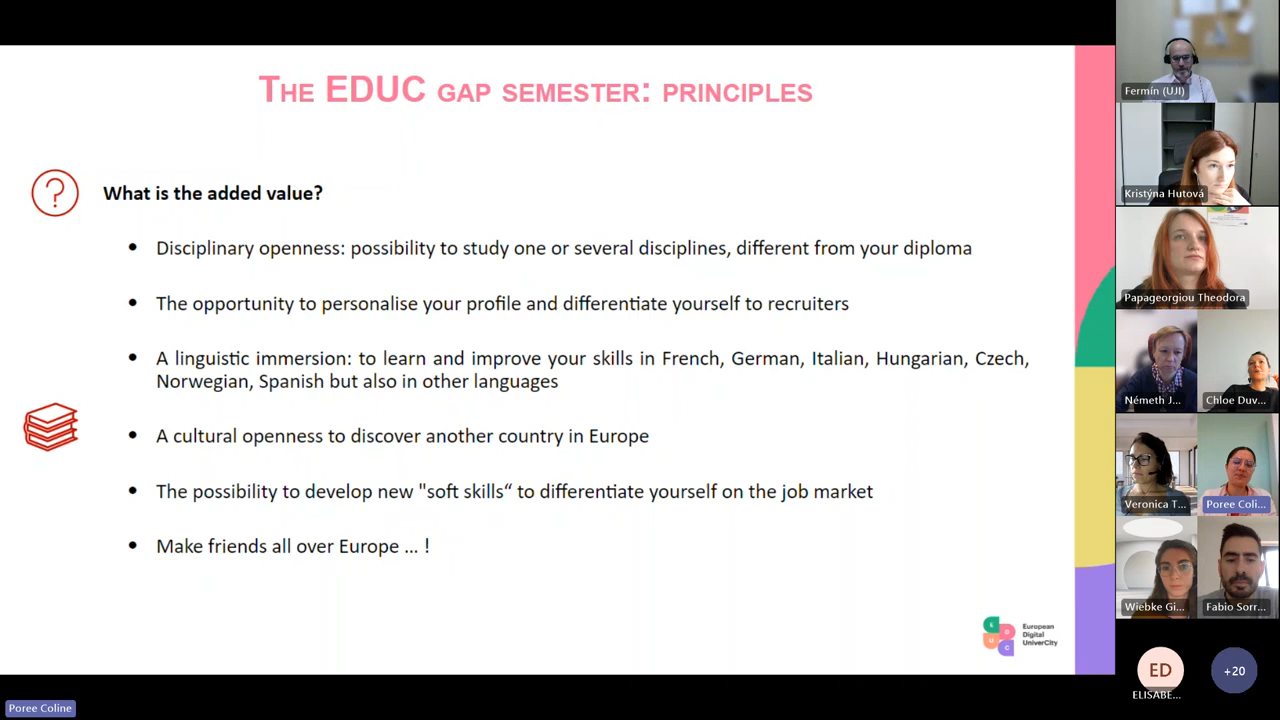 The EDUC gap semester: principles
?
What is the added value?
• Disciplinary openness: possibility to study one or several disciplines, different from your diploma
• The opportunity to personalise your profile and differentiate yourself to recruiters
• A linguistic immersion: to learn and improve your skills in French, German, Italian, Hungarian, Czech,
Norwegian, Spanish but also in other languages
• A cultural openness to discover another country in Europe
• The possibility to develop new "soft skills“ to differentiate yourself on the job market
• Make friends all over Europe ... !
E D U C
European
Digital
UniverCity
Poree Coline
Fermín (UJI)
Kristýna Hutová
Papageorgiou Theodora
Németh J...
Chloe Duv...
Veronica T...
Poree Coli...
Wiebke Gi...
Fabio Sorr...
ED
ELISABE...
+20